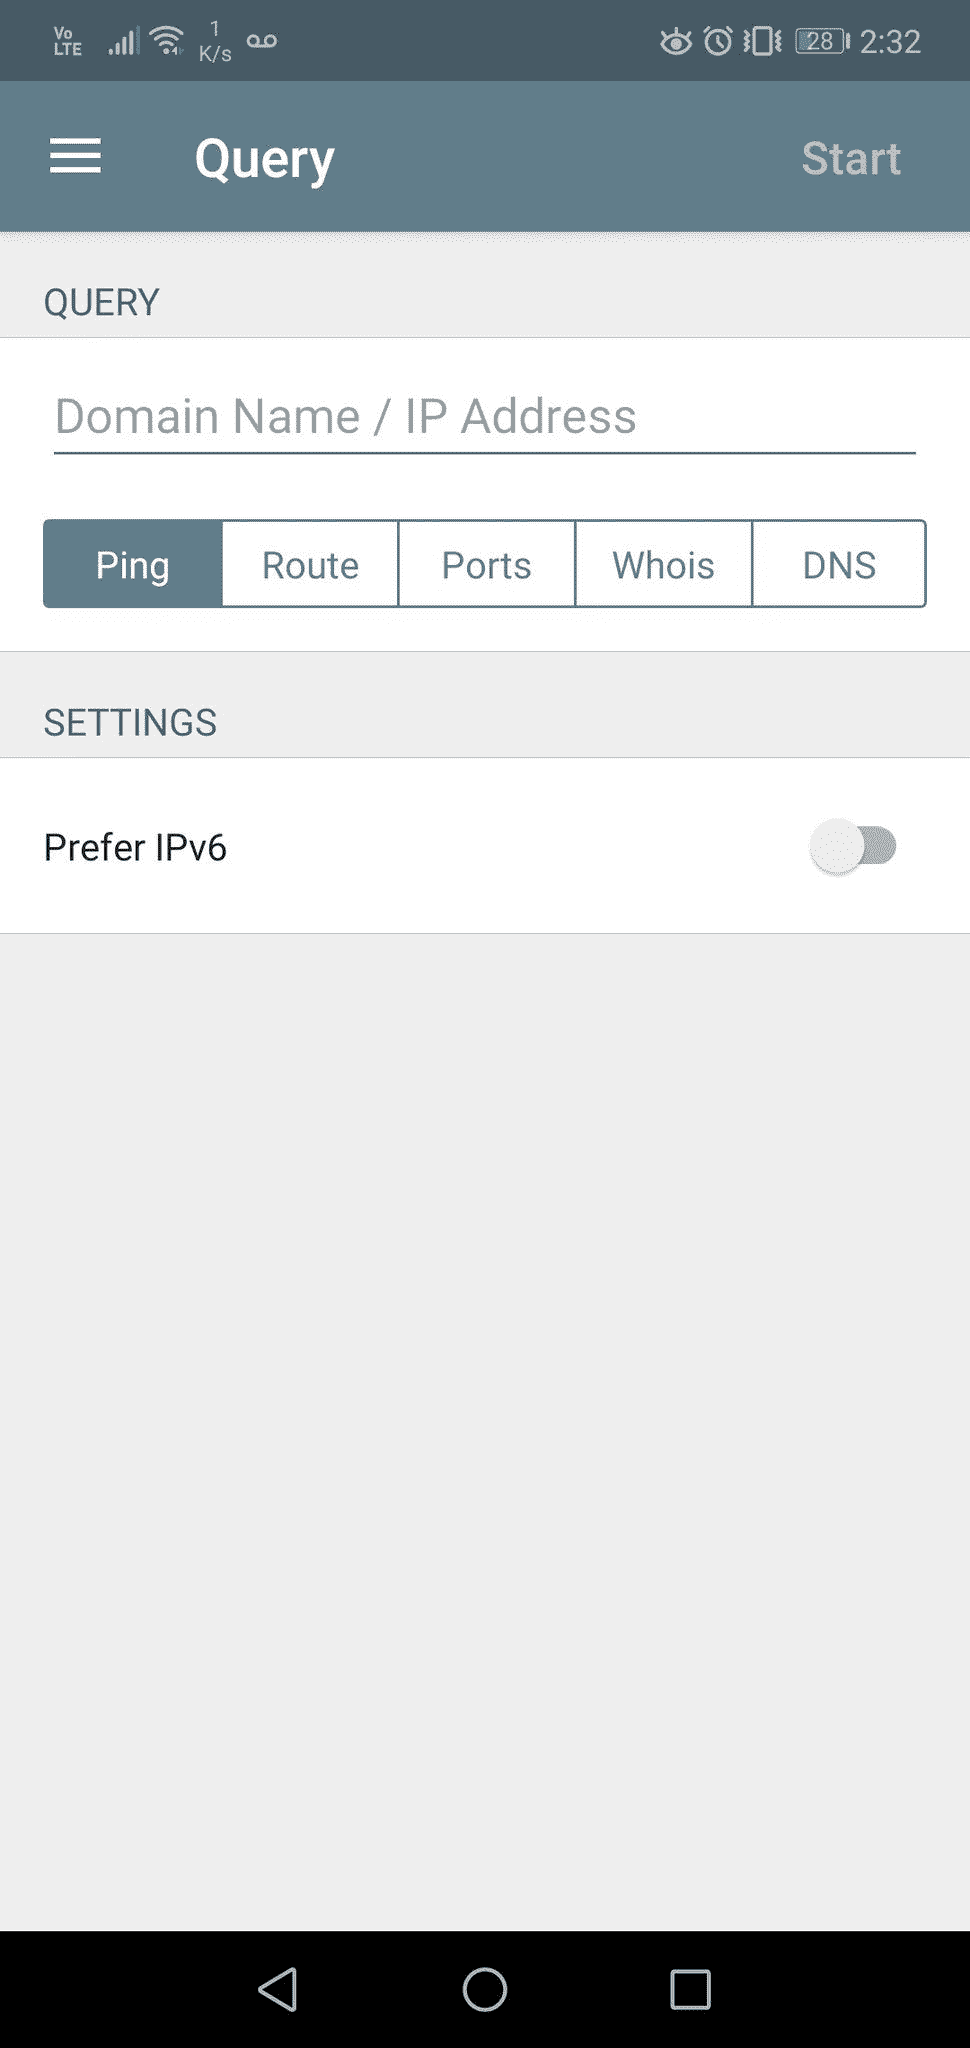 Vo
LTE
1
K/s
28 2:32
Query Start
QUERY
Domain Name / IP Address
Ping Route Ports Whois DNS
SETTINGS
Prefer IPv6